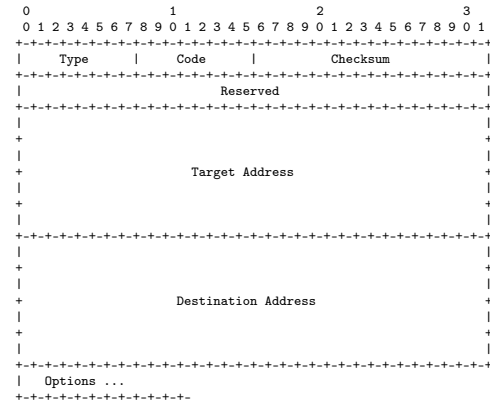 0                   1                   2                   3
0 1 2 3 4 5 6 7 8 9 0 1 2 3 4 5 6 7 8 9 0 1 2 3 4 5 6 7 8 9 0 1
+-+-+-+-+-+-+-+-+-+-+-+-+-+-+-+-+-+-+-+-+-+-+-+-+-+-+-+-+-+-+-+-+
|     Type      |     Code      |          Checksum             |
+-+-+-+-+-+-+-+-+-+-+-+-+-+-+-+-+-+-+-+-+-+-+-+-+-+-+-+-+-+-+-+-+
|                           Reserved                            |
+-+-+-+-+-+-+-+-+-+-+-+-+-+-+-+-+-+-+-+-+-+-+-+-+-+-+-+-+-+-+-+-+
|                                                               |
+                                                               +
|                                                               |
+                       Target Address                          +
|                                                               |
+                                                               +
|                                                               |
+-+-+-+-+-+-+-+-+-+-+-+-+-+-+-+-+-+-+-+-+-+-+-+-+-+-+-+-+-+-+-+-+
|                                                               |
+                                                               +
|                                                               |
+                     Destination Address                       +
|                                                               |
+                                                               +
|                                                               |
+-+-+-+-+-+-+-+-+-+-+-+-+-+-+-+-+-+-+-+-+-+-+-+-+-+-+-+-+-+-+-+-+
|   Options ...
+-+-+-+-+-+-+-+-+-+-+-+-